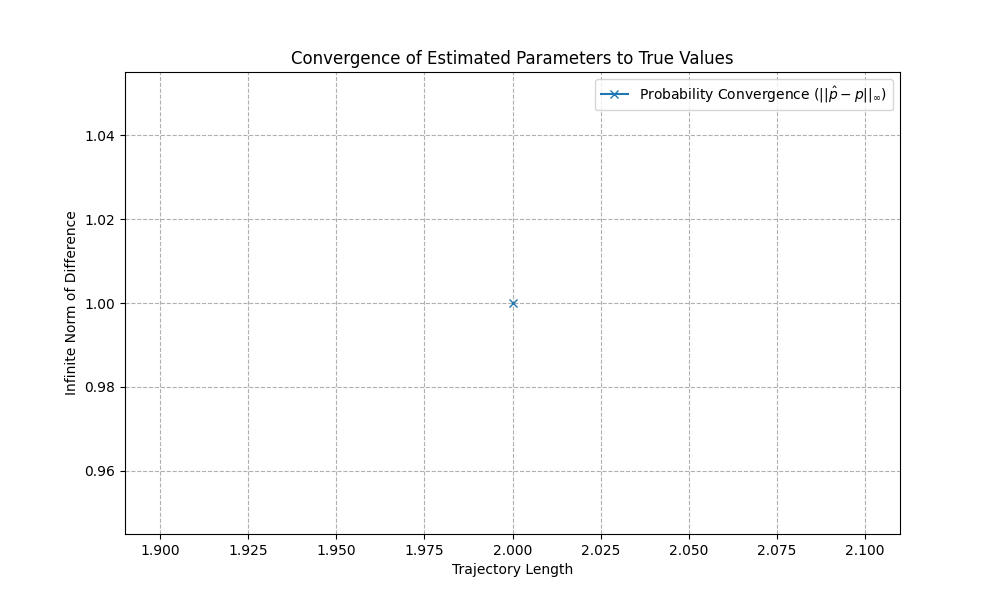 Convergence of Estimated Parameters to True Values
Probability Convergence ($||\hat{p} - p||_\infty$)
1.04
1.02
1.00
0.98
0.96
Infinite Norm of Difference
1.900 1.925 1.950 1.975 2.000 2.025 2.050 2.075 2.100
Trajectory Length